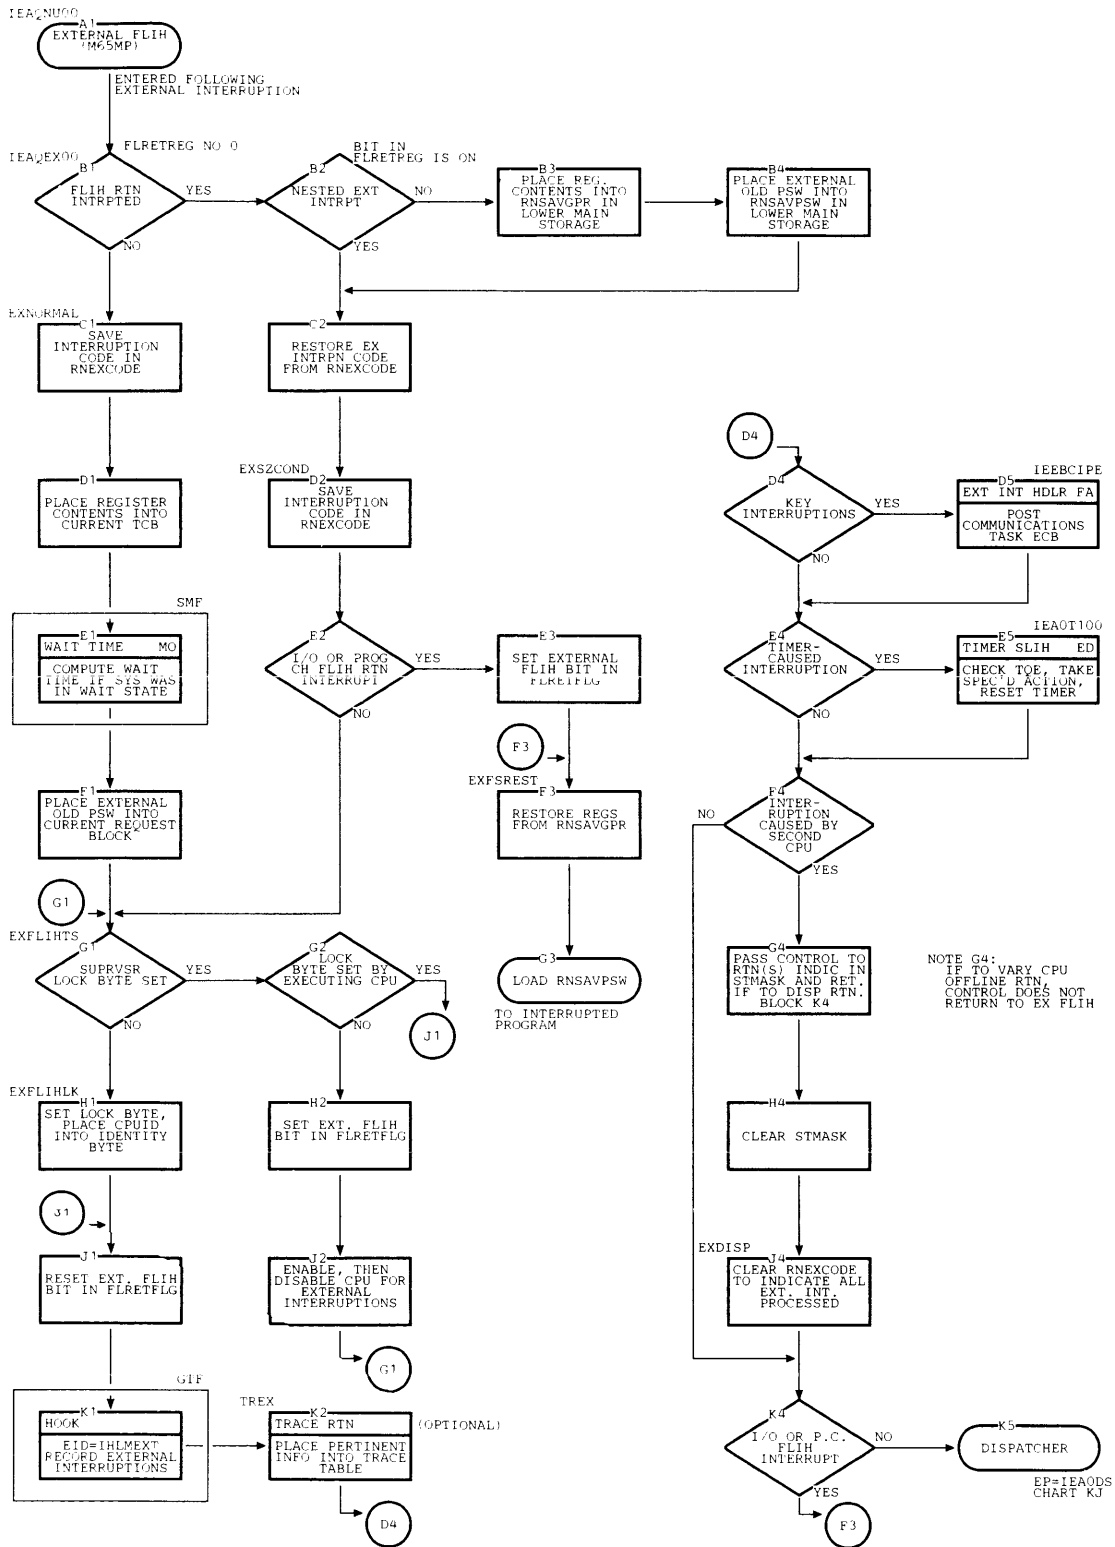 IEAQNU00
A1
EXTERNAL FLIH
(M65MP)
ENTERED FOLLOWING
EXTERNAL INTERRUPTION
IEAQEX00
FLRETREG NO 0
B1
FLIH RTN
INTRPTED
YES
NO
BIT IN
FLRETREG IS ON
B2
NESTED EXT
INTRPT
NO
YES
B3
PLACE REG.
CONTENTS INTO
RNSAVGPR IN
LOWER MAIN
STORAGE
B4
PLACE EXTERNAL
OLD PSW INTO
RNSAVPSW IN
LOWER MAIN
STORAGE
EXNORMAL
C1
SAVE
INTERRUPTION
CODE IN
RNEXCODE
C2
RESTORE EX
INTRPN CODE
FROM RNEXCODE
D1
PLACE REGISTER
CONTENTS INTO
CURRENT TCB
EXSZCOND
D2
SAVE
INTERRUPTION
CODE IN
RNEXCODE
D4
D4
KEY
INTERRUPTIONS
YES
NO
IEEBCIPE
D5
EXT INT HDLR FA
POST
COMMUNICATIONS
TASK ECB
SMF
E1
WAIT TIME MO
COMPUTE WAIT
TIME IF SYS WAS
IN WAIT STATE
E2
I/O OR PROG
CH FLIH RTN
INTERRUPT
YES
NO
E3
SET EXTERNAL
FLIH BIT IN
FLRETFLG
E4
TIMER-
CAUSED
INTERRUPTION
YES
NO
IEA0T100
E5
TIMER SLIH ED
CHECK TQE, TAKE
SPEC'D ACTION,
RESET TIMER
F1
PLACE EXTERNAL
OLD PSW INTO
CURRENT REQUEST
BLOCK
F3
EXFSREST
F3
RESTORE REGS
FROM RNSAVGPR
F4
INTER-
RUPTION
CAUSED BY
SECOND
CPU
NO
YES
G1
EXFLIHTS
G1
SUPRVSR
LOCK BYTE SET
YES
NO
G2
LOCK
BYTE SET BY
EXECUTING CPU
YES
NO
J1
G3
LOAD RNSAVPSW
TO INTERRUPTED
PROGRAM
G4
PASS CONTROL TO
RTN(S) INDIC IN
STMASK AND RET.
IF TO DISP RTN.
BLOCK K4
NOTE G4:
IF TO VARY CPU
OFFLINE RTN,
CONTROL DOES NOT
RETURN TO EX FLIH
EXFLIHLK
H1
SET LOCK BYTE,
PLACE CPUID
INTO IDENTITY
BYTE
H2
SET EXT. FLIH
BIT IN FLRETFLG
H4
CLEAR STMASK
J1
J1
RESET EXT. FLIH
BIT IN FLRETFLG
J2
ENABLE, THEN
DISABLE CPU FOR
EXTERNAL
INTERRUPTIONS
G1
EXDISP
J4
CLEAR RNEXCODE
TO INDICATE ALL
EXT. INT.
PROCESSED
GTF
K1
HOOK
EID=IHLMEXT
RECORD EXTERNAL
INTERRUPTIONS
TREX
K2
TRACE RTN
(OPTIONAL)
PLACE PERTINENT
INFO INTO TRACE
TABLE
D4
K4
I/O OR P.C.
FLIH
INTERRUPT
NO
YES
F3
K5
DISPATCHER
EP=IEA0DS
CHART KJ